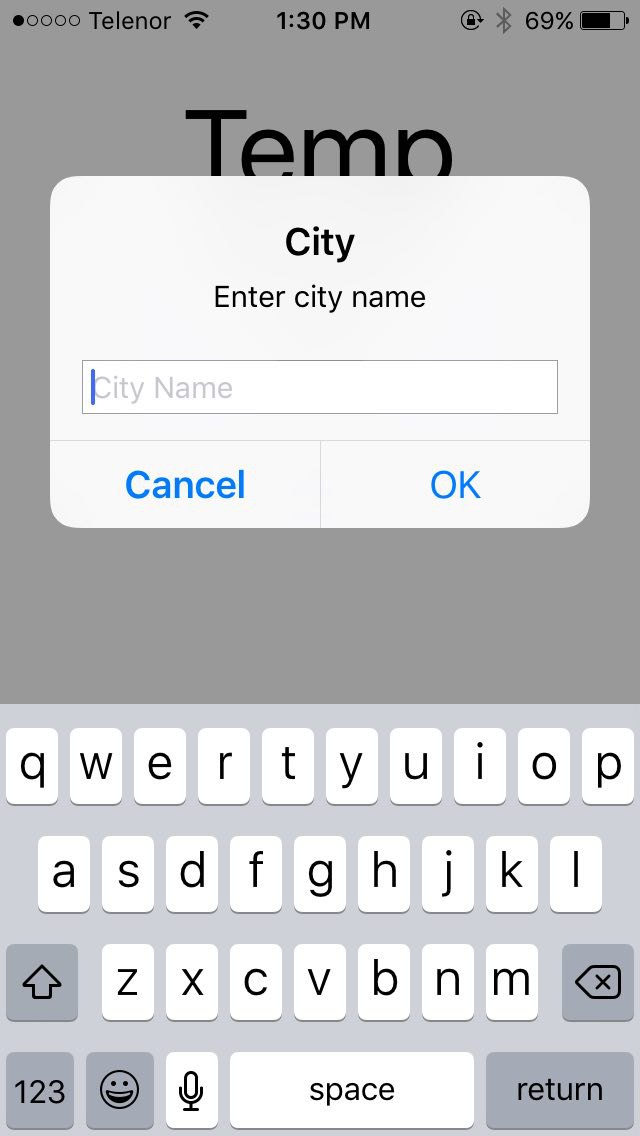 Telenor 1:30 PM 69%
Temp
City
Enter city name
City Name
Cancel OK
q w e r t y u i o p
a s d f g h j k l
z x c v b n m
123 space return